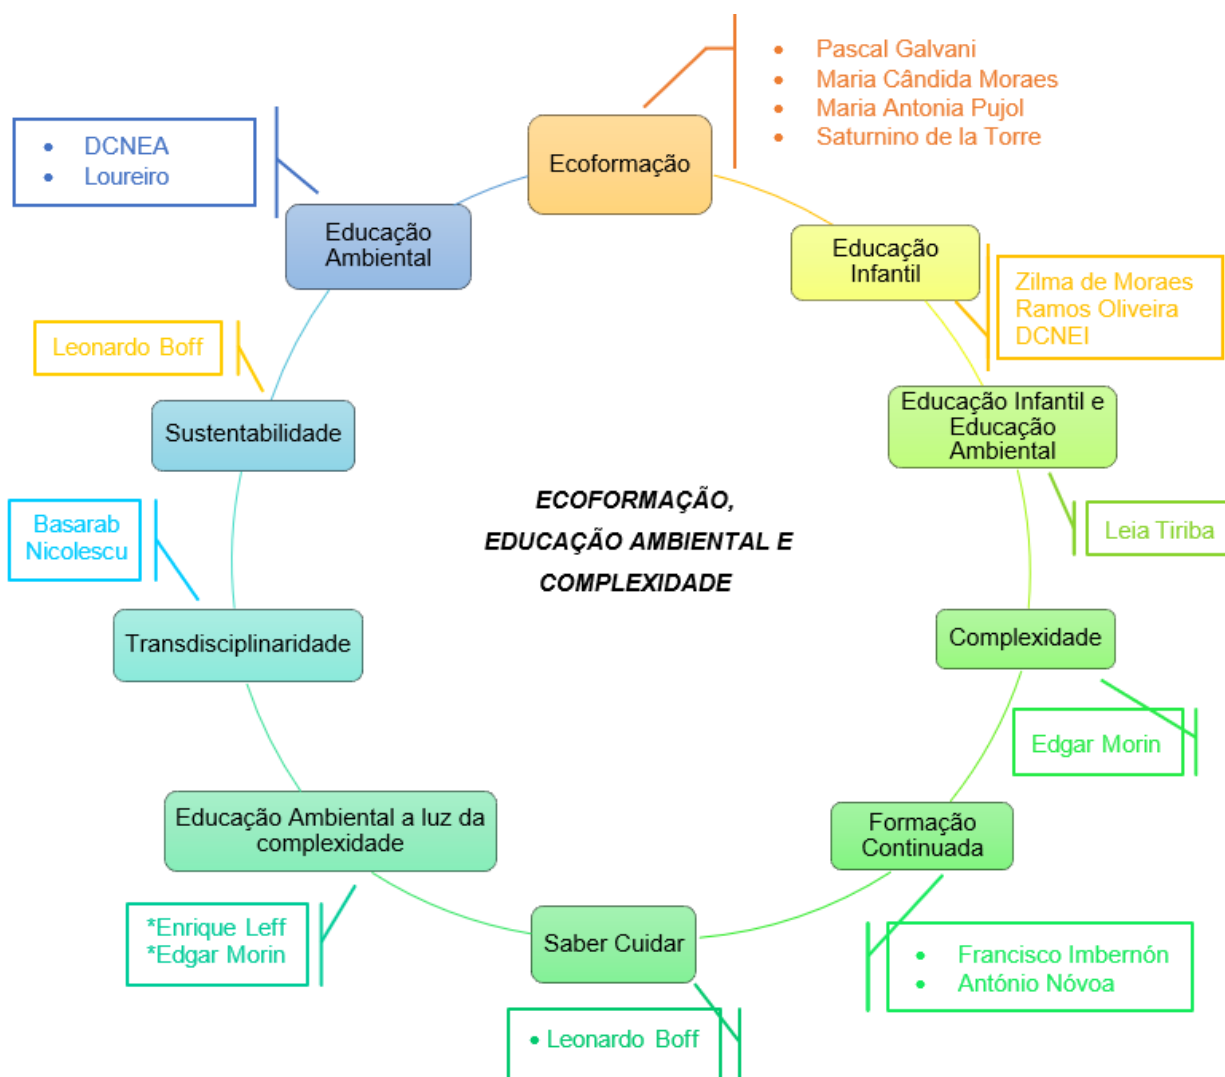 • Pascal Galvani
• Maria Cândida Moraes
• Maria Antonia Pujol
• Saturnino de la Torre
Ecoformação
• DCNEA
• Loureiro
Educação
Ambiental
Educação
Infantil
Zilma de Moraes
Ramos Oliveira
DCNEI
Leonardo Boff
Sustentabilidade
Educação Infantil e
Educação
Ambiental
Leia Tiriba
ECOFORMAÇÃO,
EDUCAÇÃO AMBIENTAL E
COMPLEXIDADE
Basarab
Nicolescu
Transdisciplinaridade
Complexidade
Edgar Morin
Educação Ambiental a luz da
complexidade
Formação
Continuada
*Enrique Leff
*Edgar Morin
Saber Cuidar
• Francisco Imbernón
• António Nóvoa
• Leonardo Boff